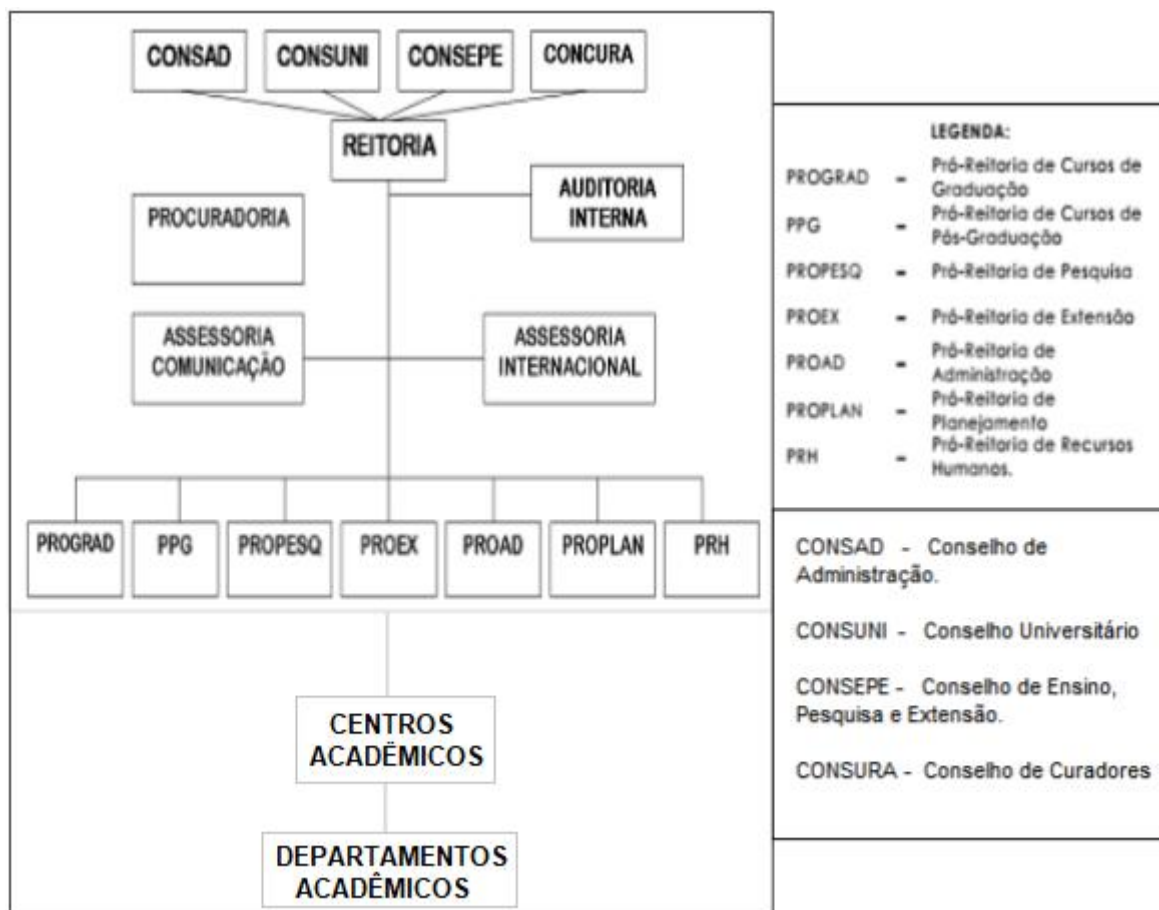 CONSAD
CONSUNI
CONSEPE
CONCURA
REITORIA
AUDITORIA
INTERNA
PROCURADORIA
ASSESSORIA
COMUNICAÇÃO
ASSESSORIA
INTERNACIONAL
PROGRAD
PPG
PROPESQ
PROEX
PROAD
PROPLAN
PRH
CENTROS
ACADÊMICOS
DEPARTAMENTOS
ACADÊMICOS
LEGENDA:
PROGRAD - Pró-Reitoria de Cursos de
Graduação
PPG - Pró-Reitoria de Cursos de
Pós-Graduação
PROPESQ - Pró-Reitoria de Pesquisa
PROEX - Pró-Reitoria de Extensão
PROAD - Pró-Reitoria de
Administração
PROPLAN - Pró-Reitoria de
Planejamento
PRH - Pró-Reitoria de Recursos
Humanos.
CONSAD - Conselho de
Administração.
CONSUNI - Conselho Universitário
CONSEPE - Conselho de Ensino,
Pesquisa e Extensão.
CONSURA - Conselho de Curadores